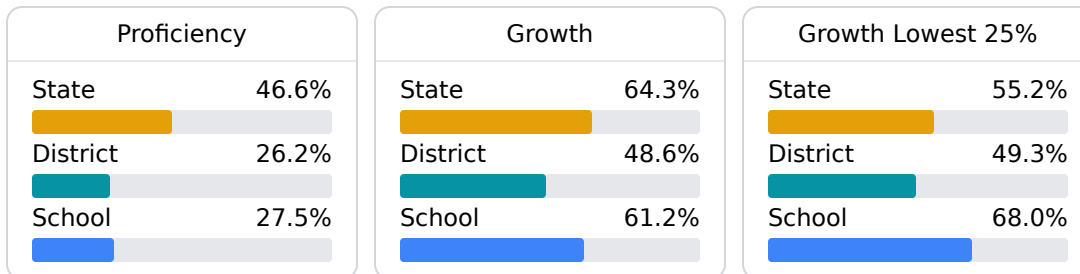 Proficiency
State 46.6%
District 26.2%
School 27.5%
Growth
State 64.3%
District 48.6%
School 61.2%
Growth Lowest 25%
State 55.2%
District 49.3%
School 68.0%